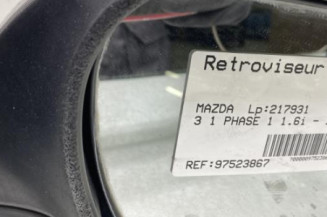 Retroviseur
MAZDA Lp:217931
3 1 PHASE 1 1.6i -
REF:97523867